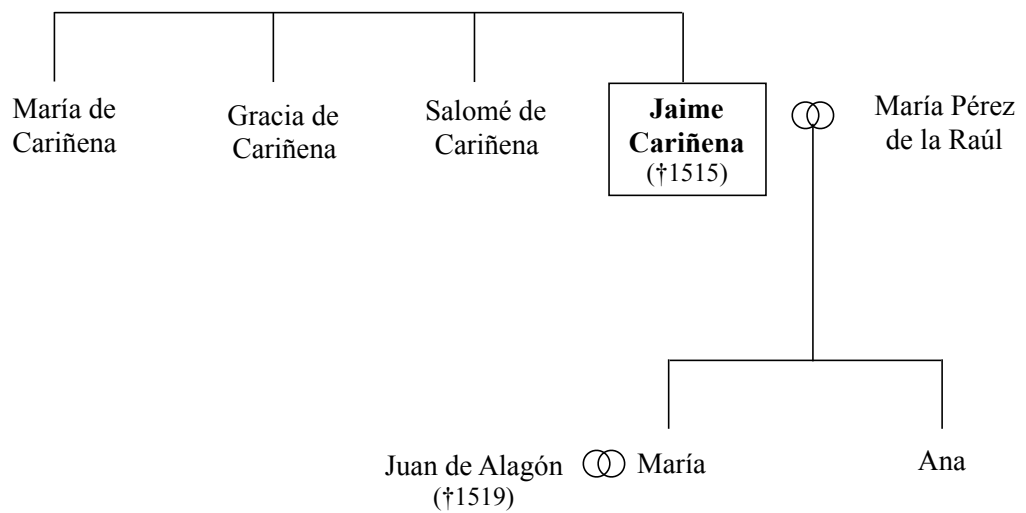 María de
Cariñena
Gracia de
Cariñena
Salomé de
Cariñena
Jaime
Cariñena
(†1515)
María Pérez
de la Raúl
Juan de Alagón
(†1519)
María
Ana